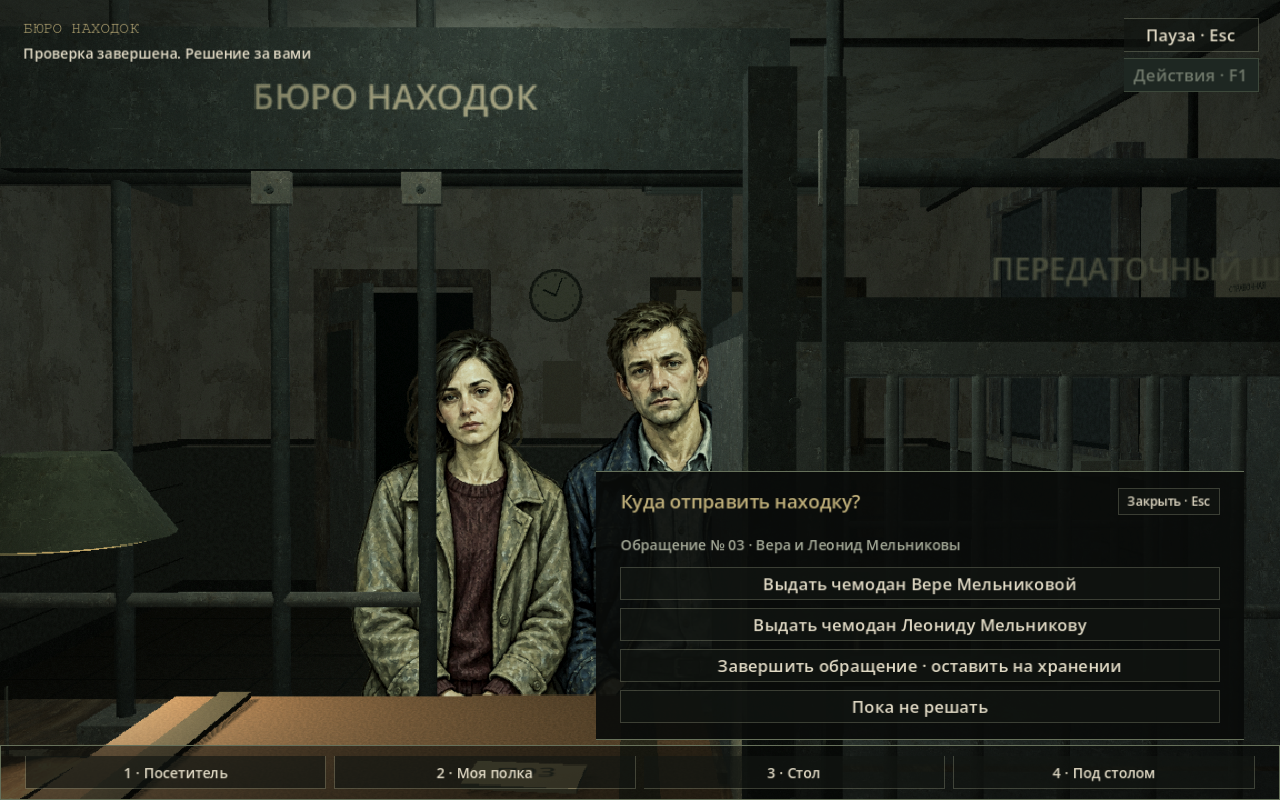 БЮРО НАХОДОК
Проверка завершена. Решение за вами
Пауза · Esc
Действия · F1
БЮРО НАХОДОК
ПЕРЕДАТОЧНЫЙ
Куда отправить находку?
Закрыть · Esc
Обращение № 03 · Вера и Леонид Мельниковы
Выдать чемодан Вере Мельниковой
Выдать чемодан Леониду Мельникову
Завершить обращение · оставить на хранении
Пока не решать
1 · Посетитель
2 · Моя полка
3 · Стол
4 · Под столом